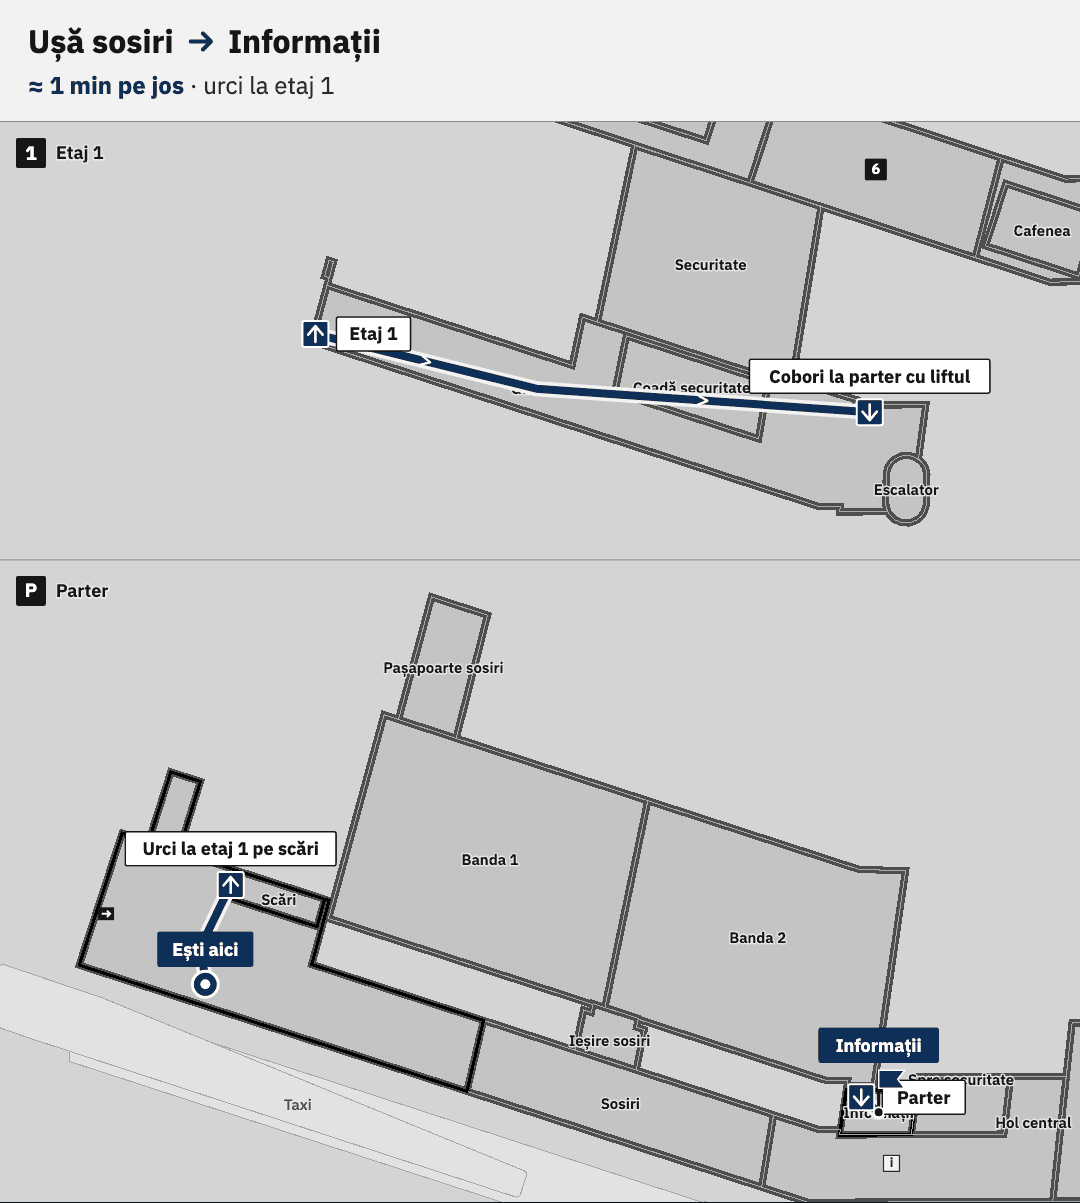 Ușă sosiri → Informații
≈ 1 min pe jos · urci la etaj 1
1 Etaj 1
6
Cafenea
Securitate
Etaj 1
Cobori la parter cu liftul
Coadă securitate
Escalator
P Parter
Pașapoarte sosiri
Urci la etaj 1 pe scări
Scări
Banda 1
Banda 2
Ești aici
Ieșire sosiri
Informații
Spre securitate
Parter
Hol central
Taxi
Sosiri
i